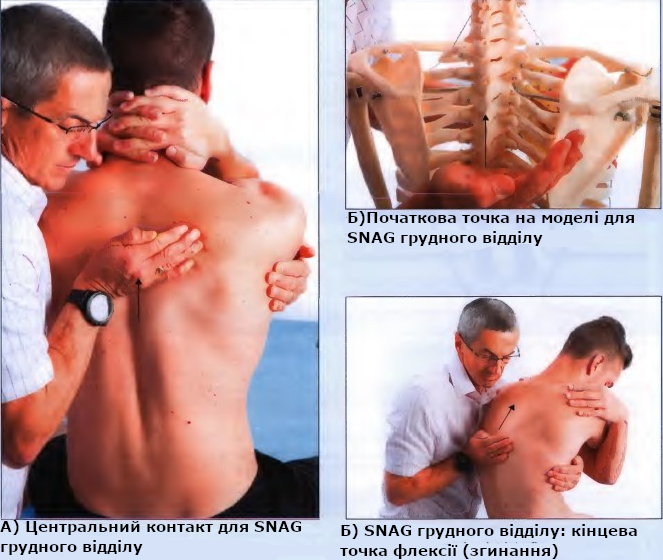 Б)Початкова точка на моделі для
SNAG грудного відділу
А) Центральний контакт для SNAG
грудного відділу
Б) SNAG грудного відділу: кінцева
точка флексії (згинання)